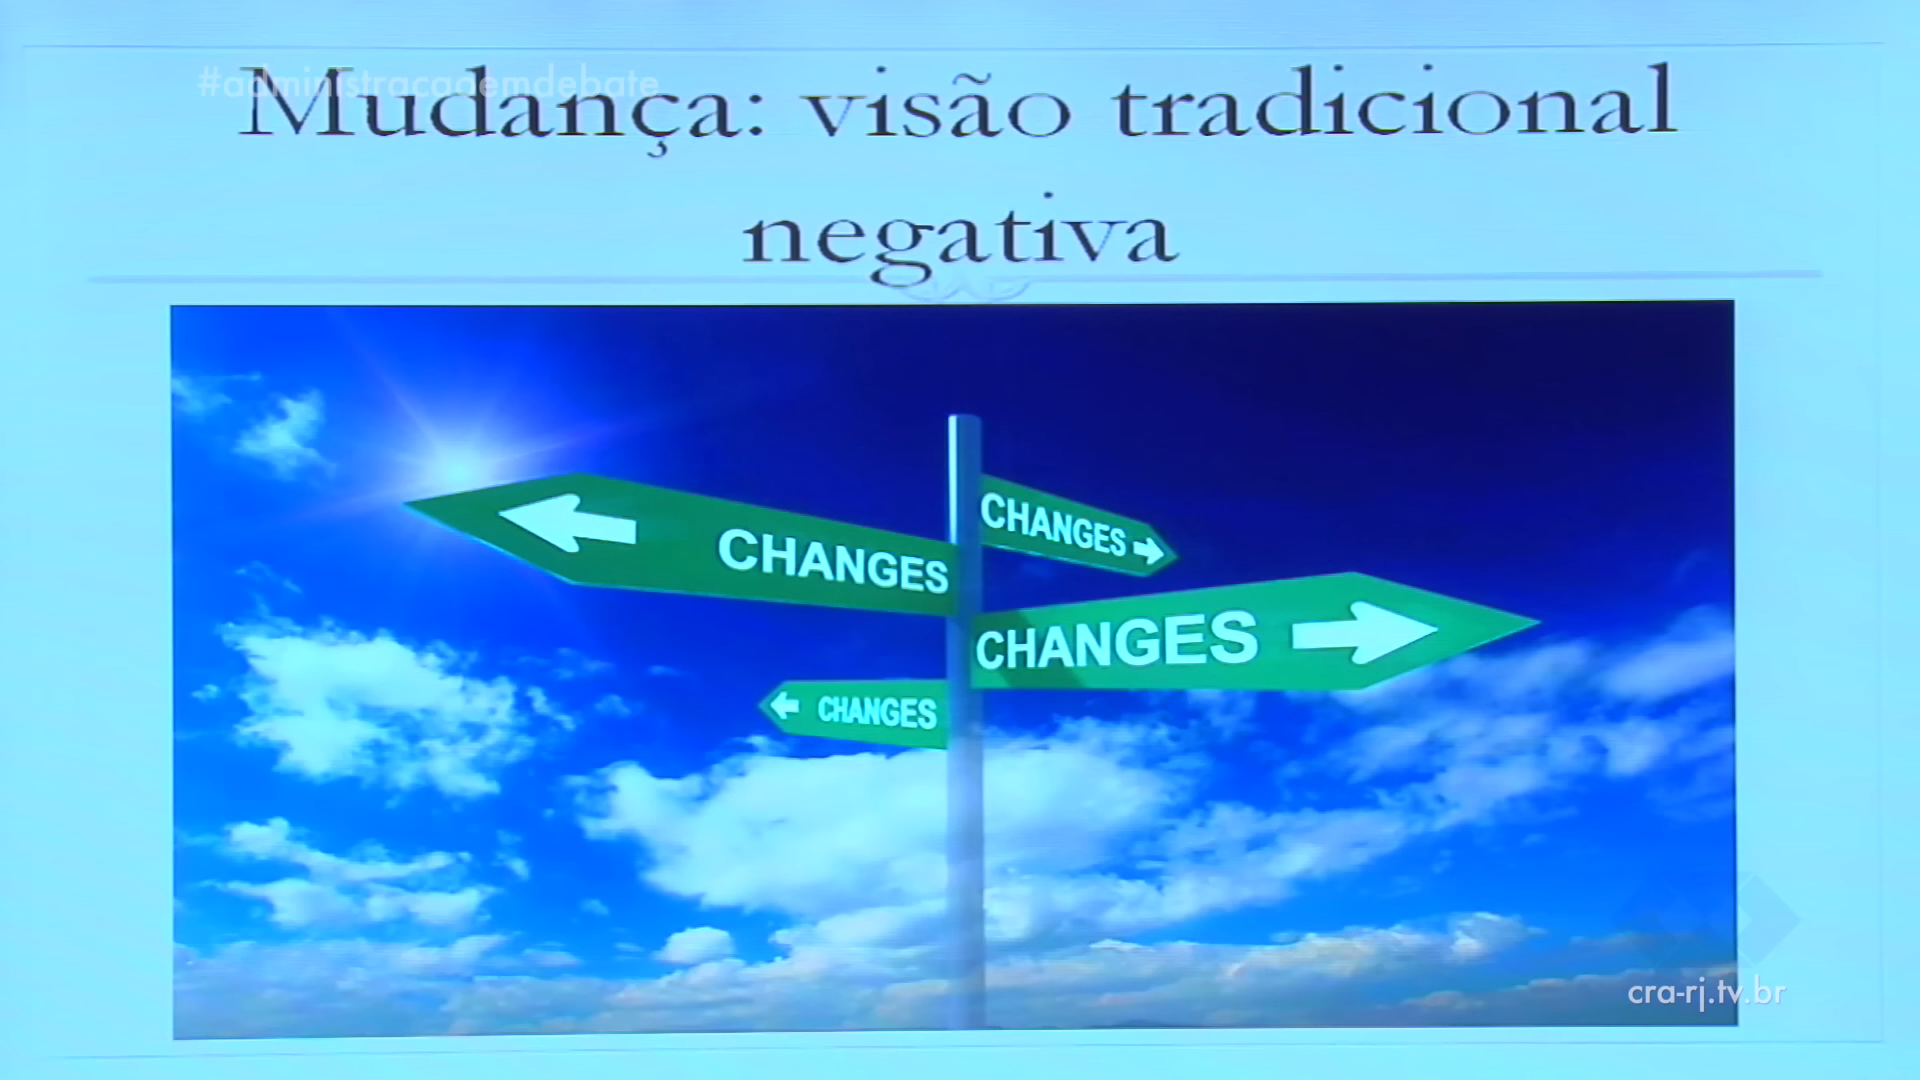 #administracaoemdebate
Mudança: visão tradicional
negativa
CHANGES
CHANGES
CHANGES
CHANGES
cra-rj.tv.br